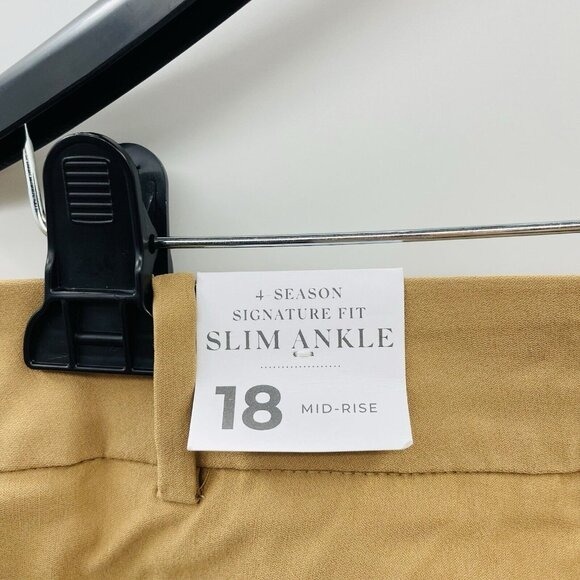 4-SEASON
SIGNATURE FIT
SLIM ANKLE
18 MID-RISE